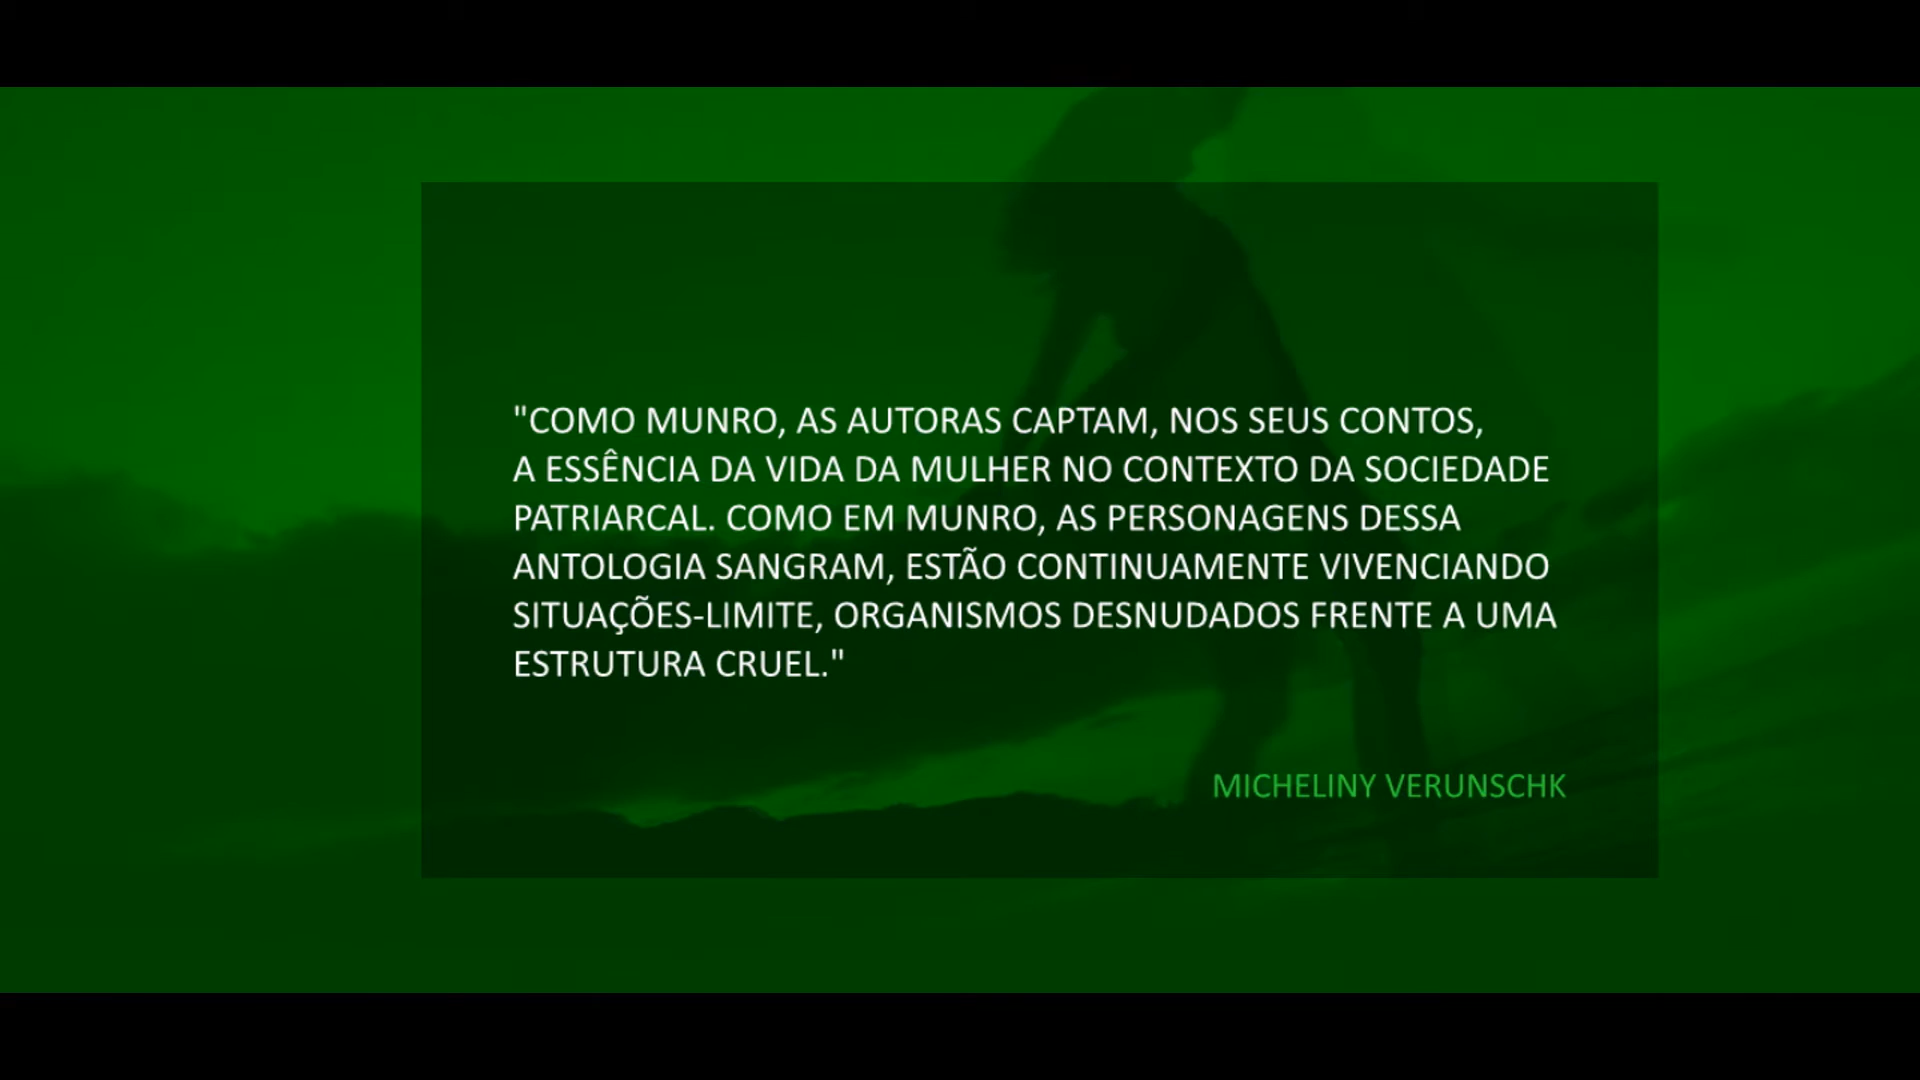 "COMO MUNRO, AS AUTORAS CAPTAM, NOS SEUS CONTOS,
A ESSÊNCIA DA VIDA DA MULHER NO CONTEXTO DA SOCIEDADE
PATRIARCAL. COMO EM MUNRO, AS PERSONAGENS DESSA
ANTOLOGIA SANGRAM, ESTÃO CONTINUAMENTE VIVENCIANDO
SITUAÇÕES-LIMITE, ORGANISMOS DESNUDADOS FRENTE A UMA
ESTRUTURA CRUEL."
MICHELINY VERUNSCHK